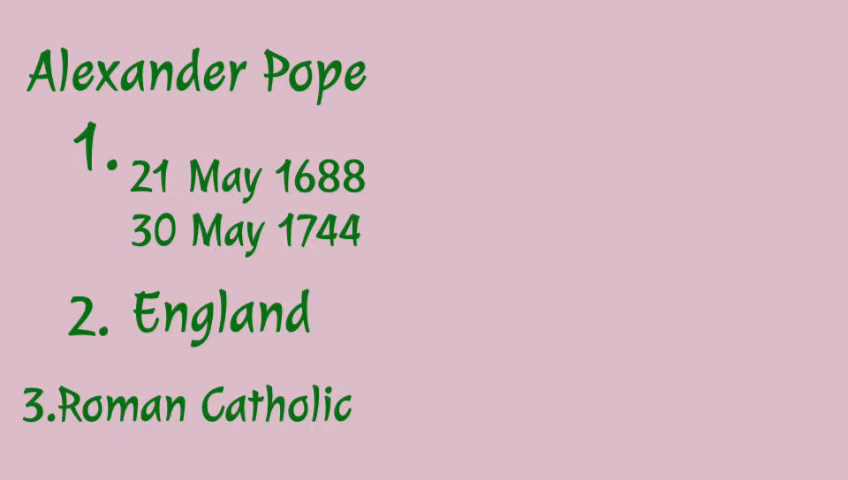 Alexander Pope
1. 21 May 1688
30 May 1744
2. England
3.Roman Catholic